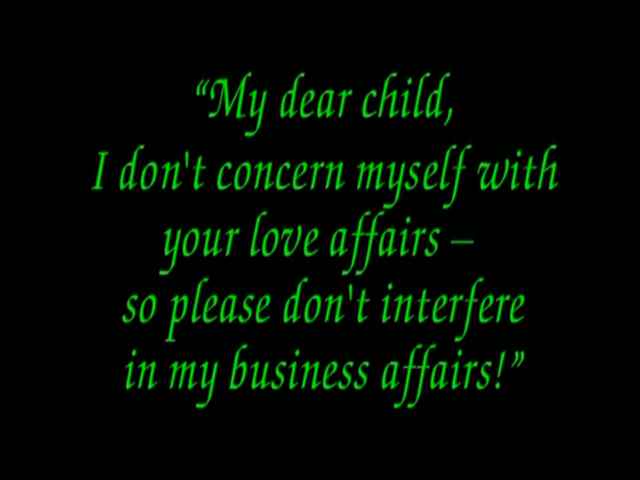 “My dear child,
I don't concern myself with
your love affairs –
so please don't interfere
in my business affairs!”